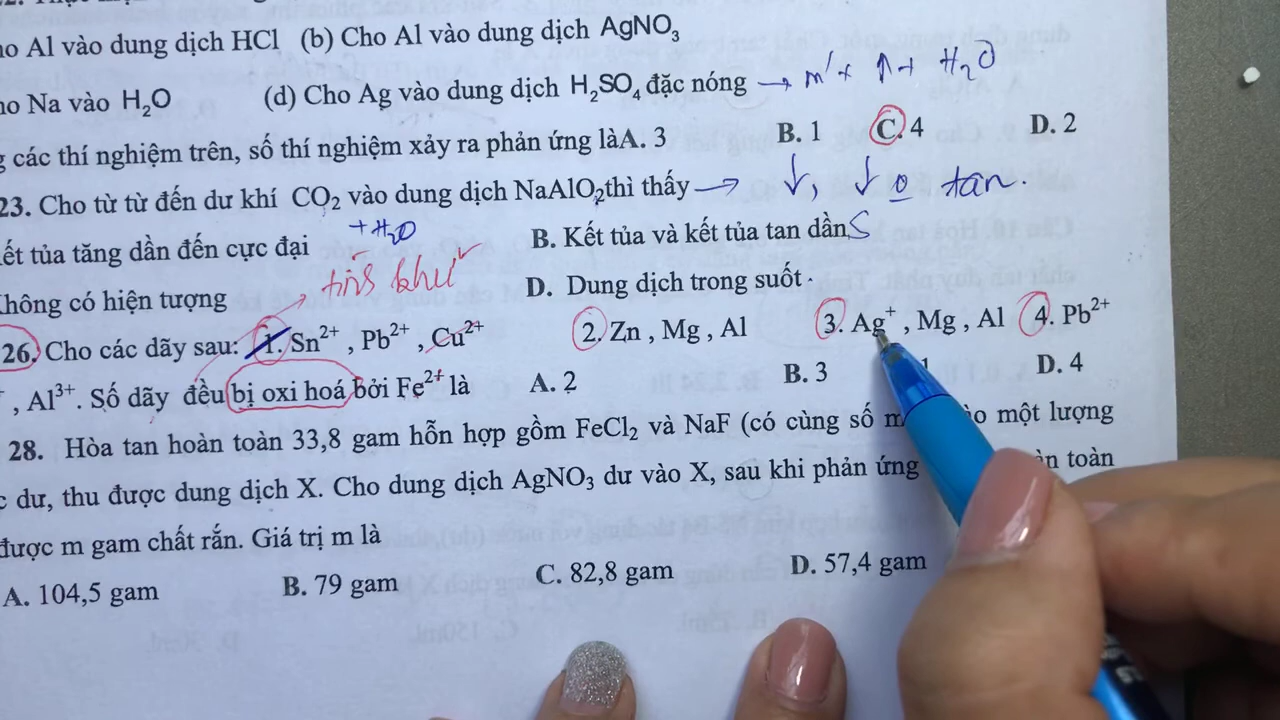 o Al vào dung dịch HCl (b) Cho Al vào dung dịch AgNO₃
o Na vào H₂O (d) Cho Ag vào dung dịch H₂SO₄ đặc nóng → m' + ↑ + H₂O
g các thí nghiệm trên, số thí nghiệm xảy ra phản ứng làA. 3 B. 1 C. 4 D. 2
23. Cho từ từ đến dư khí CO₂ vào dung dịch NaAlO₂thì thấy → ↓, ↓ o tan.
+ H₂O
ết tủa tăng dần đến cực đại B. Kết tủa và kết tủa tan dần S
hông có hiện tượng → tính khử D. Dung dịch trong suốt
26. Cho các dãy sau: 1. Sn²⁺ , Pb²⁺ , Cu²⁺ 2. Zn , Mg , Al 3. Ag⁺ , Mg , Al 4. Pb²⁺
, Al³⁺. Số dãy đều bị oxi hoá bởi Fe²⁺ là A. 2 B. 3 1 D. 4
28. Hòa tan hoàn toàn 33,8 gam hỗn hợp gồm FeCl₂ và NaF (có cùng số m o một lượng
c dư, thu được dung dịch X. Cho dung dịch AgNO₃ dư vào X, sau khi phản ứng àn toàn
được m gam chất rắn. Giá trị m là
A. 104,5 gam B. 79 gam C. 82,8 gam D. 57,4 gam